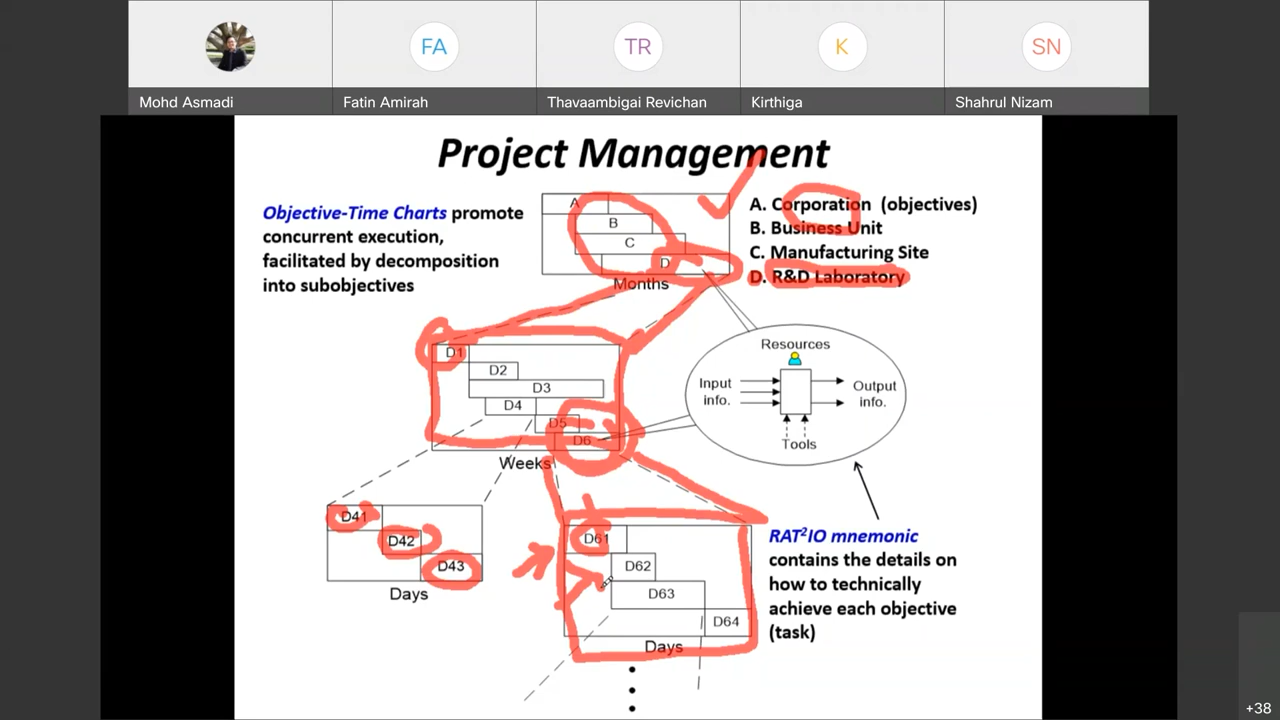 FA
TR
K
SN
Mohd Asmadi
Fatin Amirah
Thavaambigai Revichan
Kirthiga
Shahrul Nizam
Project Management
Objective-Time Charts promote
concurrent execution,
facilitated by decomposition
into subobjectives
A
B
C
D
Months
A. Corporation (objectives)
B. Business Unit
C. Manufacturing Site
D. R&D Laboratory
D1
D2
D3
D4
D5
D6
Weeks
Resources
Input
info.
Output
info.
Tools
D41
D42
D43
Days
D61
D62
D63
D64
Days
RAT²IO mnemonic
contains the details on
how to technically
achieve each objective
(task)
+38